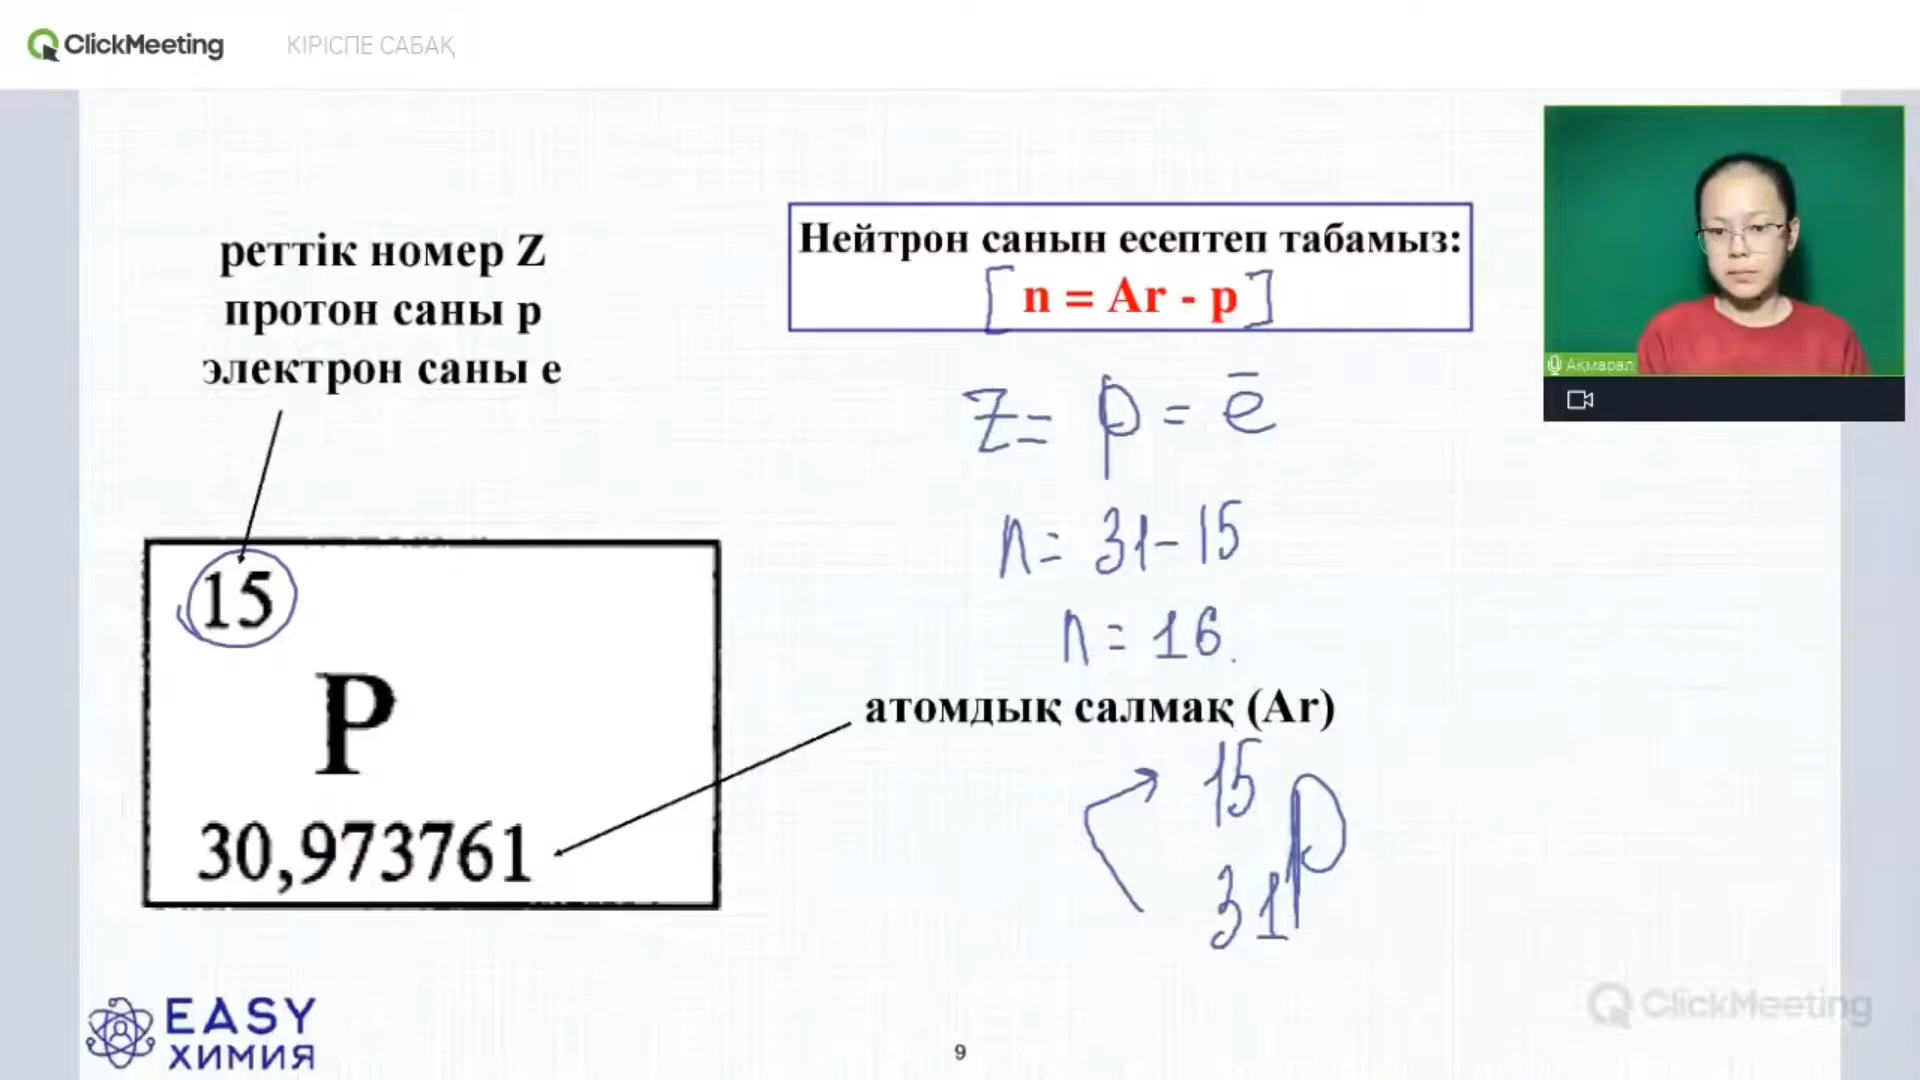 ClickMeeting
КІРІСПЕ САБАҚ
реттік номер Z
протон саны p
электрон саны e
Нейтрон санын есептеп табамыз:
[ n = Ar - p ]
Z = p = ē
n = 31 - 15
n = 16.
15
P
30,973761
атомдық салмақ (Ar)
15
31 P
Ақмарал
EASY
ХИМИЯ
9
ClickMeeting